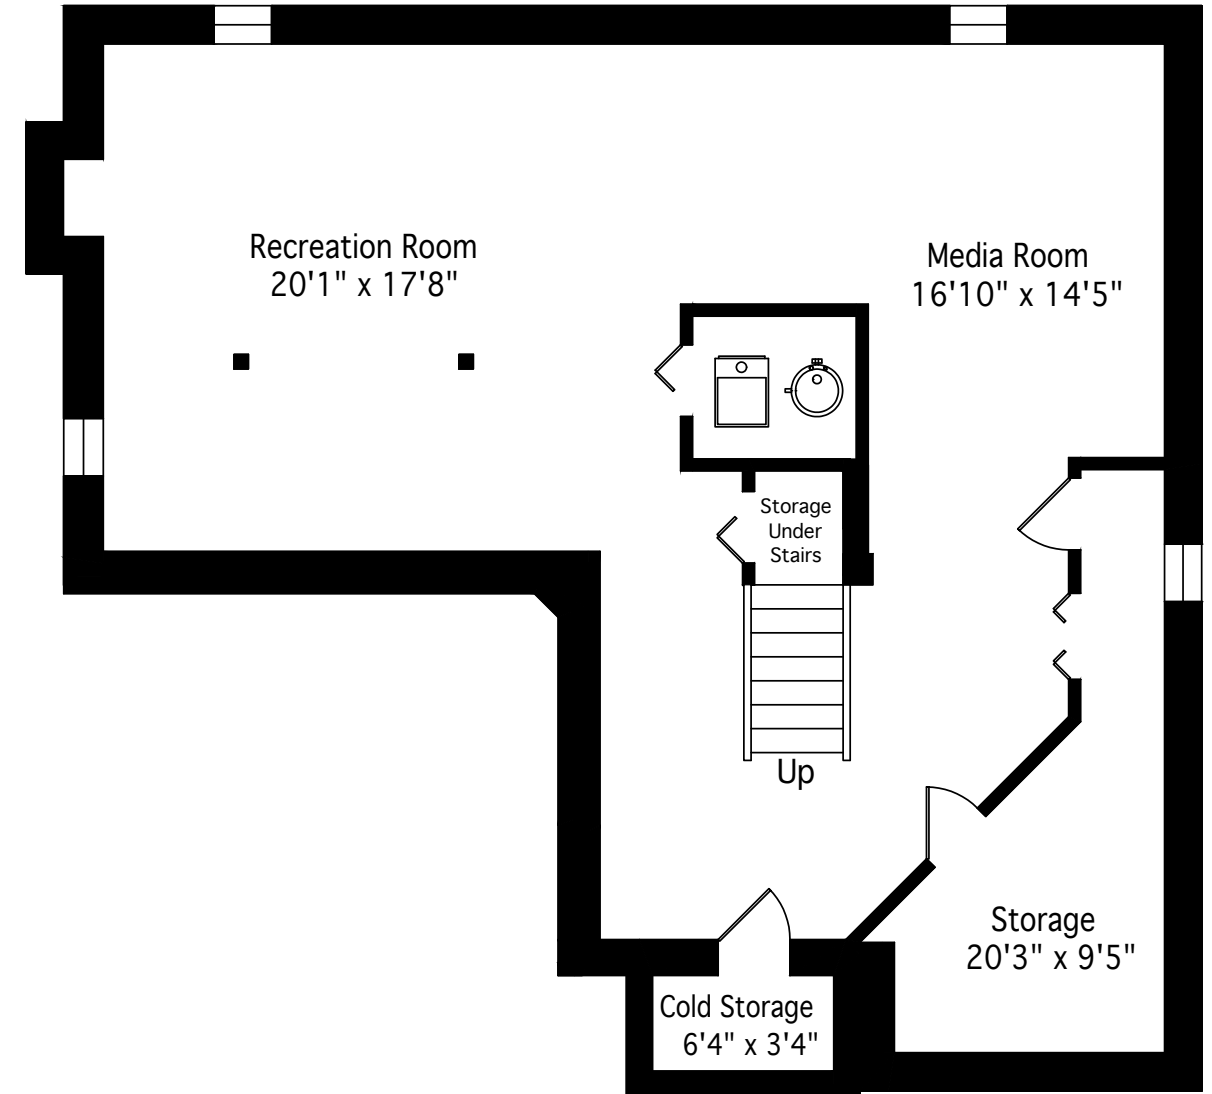 Recreation Room
20'1" x 17'8"
Media Room
16'10" x 14'5"
Storage
Under
Stairs
Up
Storage
20'3" x 9'5"
Cold Storage
6'4" x 3'4"